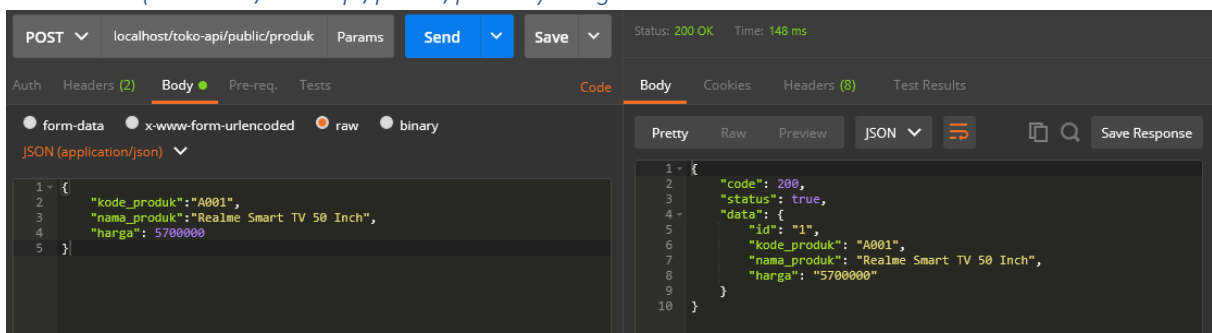 POST localhost/toko-api/public/produk Params Send Save
Auth Headers (2) Body Pre-req. Tests Code
form-data x-www-form-urlencoded raw binary
JSON (application/json)
1 {
2 "kode_produk":"A001",
3 "nama_produk":"Realme Smart TV 50 Inch",
4 "harga": 5700000
5 }
Status: 200 OK Time: 148 ms
Body Cookies Headers (8) Test Results
Pretty Raw Preview JSON Save Response
1 {
2 "code": 200,
3 "status": true,
4 "data": {
5 "id": "1",
6 "kode_produk": "A001",
7 "nama_produk": "Realme Smart TV 50 Inch",
8 "harga": "5700000"
9 }
10 }